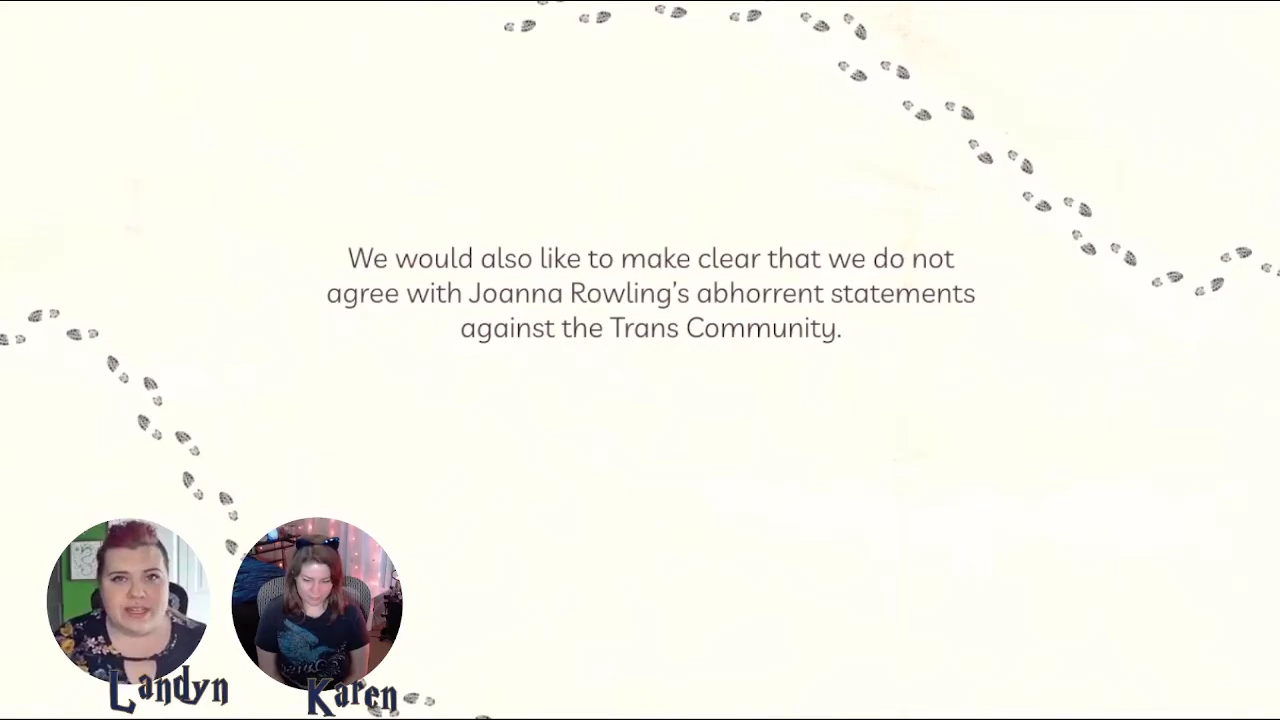 We would also like to make clear that we do not
agree with Joanna Rowling's abhorrent statements
against the Trans Community.
Landyn
Karen